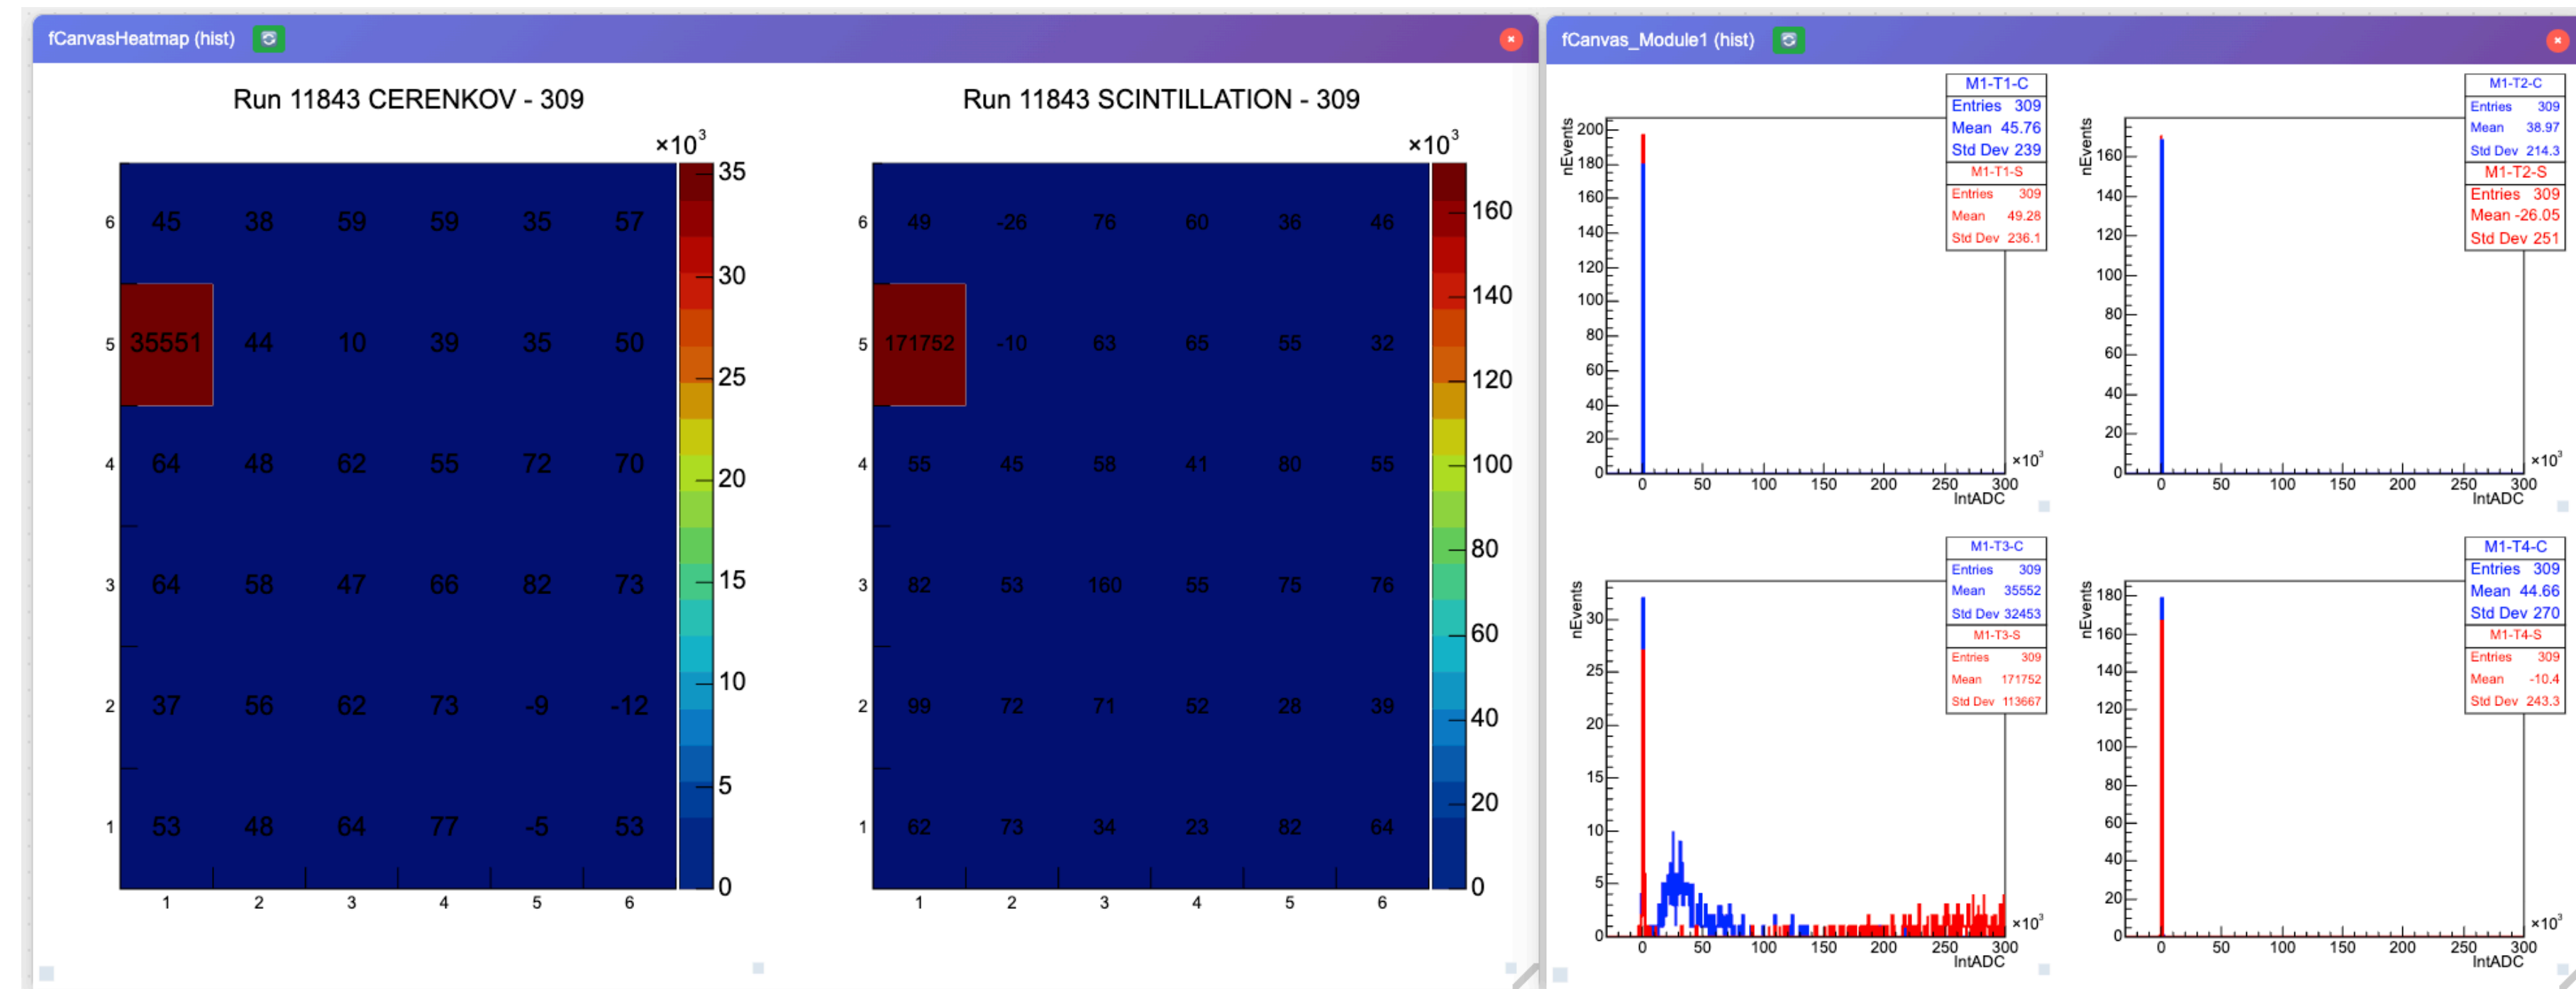 fCanvasHeatmap (hist)
Run 11843 CERENKOV - 309
×10³
35
30
25
20
15
10
5
0
6 45 38 59 59 35 57
5 35551 44 10 39 35 50
4 64 48 62 55 72 70
3 64 58 47 66 82 73
2 37 56 62 73 -9 -12
1 53 48 64 77 -5 53
1 2 3 4 5 6
Run 11843 SCINTILLATION - 309
×10³
160
140
120
100
80
60
40
20
0
6 49 -26 76 60 36 46
5 171752 -10 63 65 55 32
4 55 45 58 41 80 55
3 82 53 160 55 75 76
2 99 72 71 52 28 39
1 62 73 34 23 82 64
1 2 3 4 5 6
fCanvas_Module1 (hist)
nEvents
200
180
160
140
120
100
80
60
40
20
0
0 50 100 150 200 250 300
×10³
IntADC
M1-T1-C
Entries 309
Mean 45.76
Std Dev 239
M1-T1-S
Entries 309
Mean 49.28
Std Dev 236.1
nEvents
160
140
120
100
80
60
40
20
0
0 50 100 150 200 250 300
×10³
IntADC
M1-T2-C
Entries 309
Mean 38.97
Std Dev 214.3
M1-T2-S
Entries 309
Mean -26.05
Std Dev 251
nEvents
30
25
20
15
10
5
0
0 50 100 150 200 250 300
×10³
IntADC
M1-T3-C
Entries 309
Mean 35552
Std Dev 32453
M1-T3-S
Entries 309
Mean 171752
Std Dev 113667
nEvents
180
160
140
120
100
80
60
40
20
0
0 50 100 150 200 250 300
×10³
IntADC
M1-T4-C
Entries 309
Mean 44.66
Std Dev 270
M1-T4-S
Entries 309
Mean -10.4
Std Dev 243.3